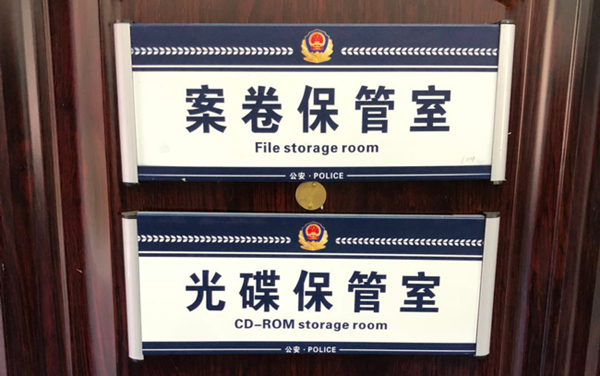 案卷保管室
File storage room
公安·POLICE
光碟保管室
CD-ROM storage room
公安·POLICE